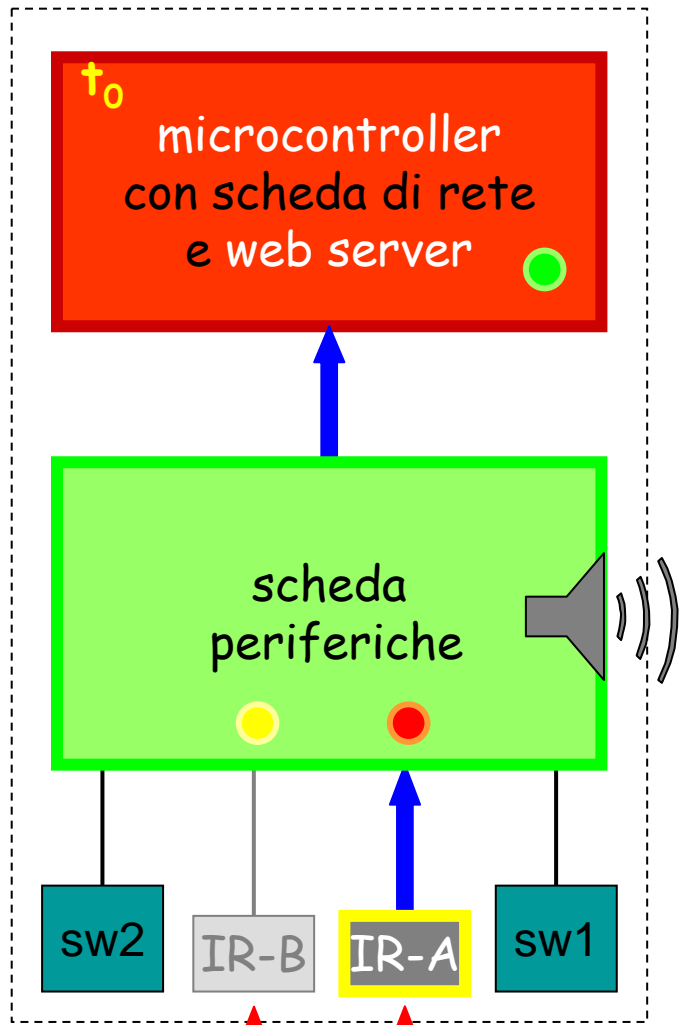 t0
microcontroller
con scheda di rete
e web server
scheda
periferiche
sw2
IR-B
IR-A
sw1